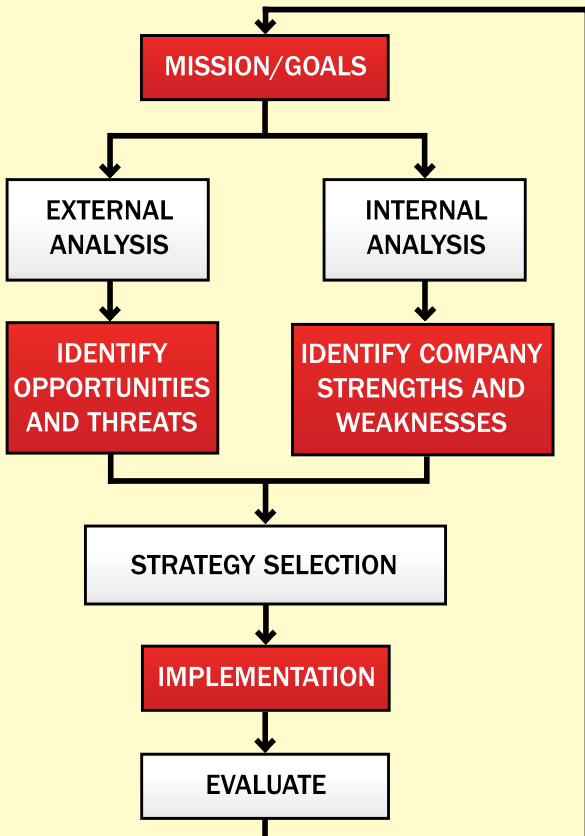 MISSION/GOALS
EXTERNAL
ANALYSIS
INTERNAL
ANALYSIS
IDENTIFY
OPPORTUNITIES
AND THREATS
IDENTIFY COMPANY
STRENGTHS AND
WEAKNESSES
STRATEGY SELECTION
IMPLEMENTATION
EVALUATE